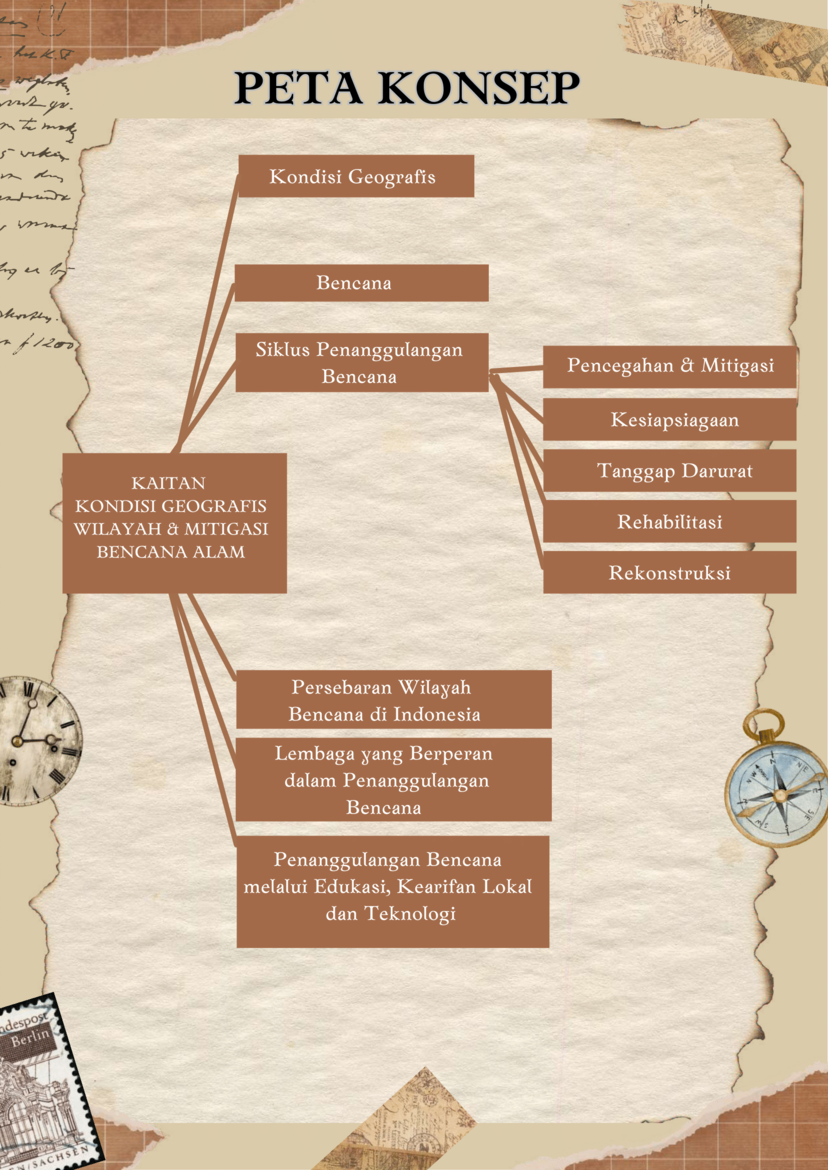 PETA KONSEP
Kondisi Geografis
Bencana
Siklus Penanggulangan
Bencana
Pencegahan & Mitigasi
Kesiapsiagaan
Tanggap Darurat
Rehabilitasi
Rekonstruksi
KAITAN
KONDISI GEOGRAFIS
WILAYAH & MITIGASI
BENCANA ALAM
Persebaran Wilayah
Bencana di Indonesia
Lembaga yang Berperan
dalam Penanggulangan
Bencana
Penanggulangan Bencana
melalui Edukasi, Kearifan Lokal
dan Teknologi
Berlin